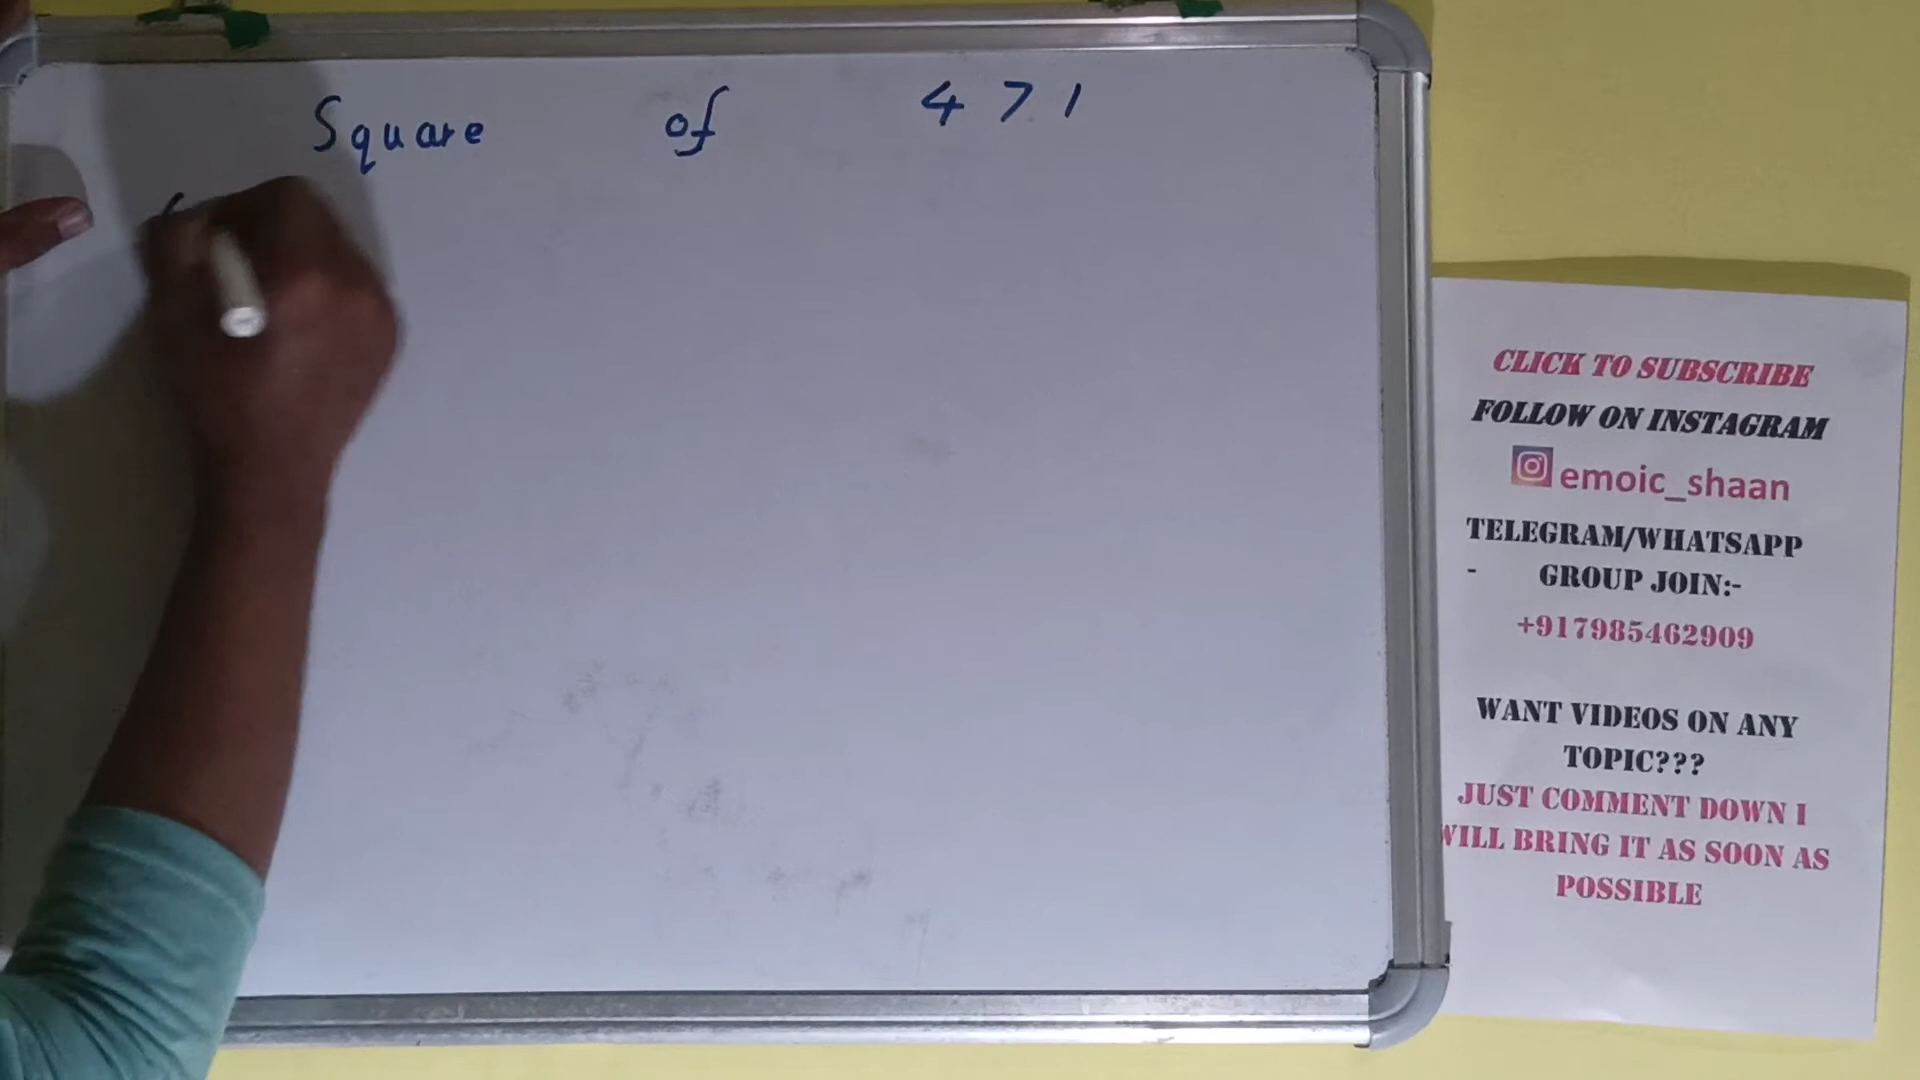 Square of 471
(
CLICK TO SUBSCRIBE
FOLLOW ON INSTAGRAM
emoic_shaan
TELEGRAM/WHATSAPP
- GROUP JOIN:-
+917985462909
WANT VIDEOS ON ANY
TOPIC???
JUST COMMENT DOWN I
WILL BRING IT AS SOON AS
POSSIBLE